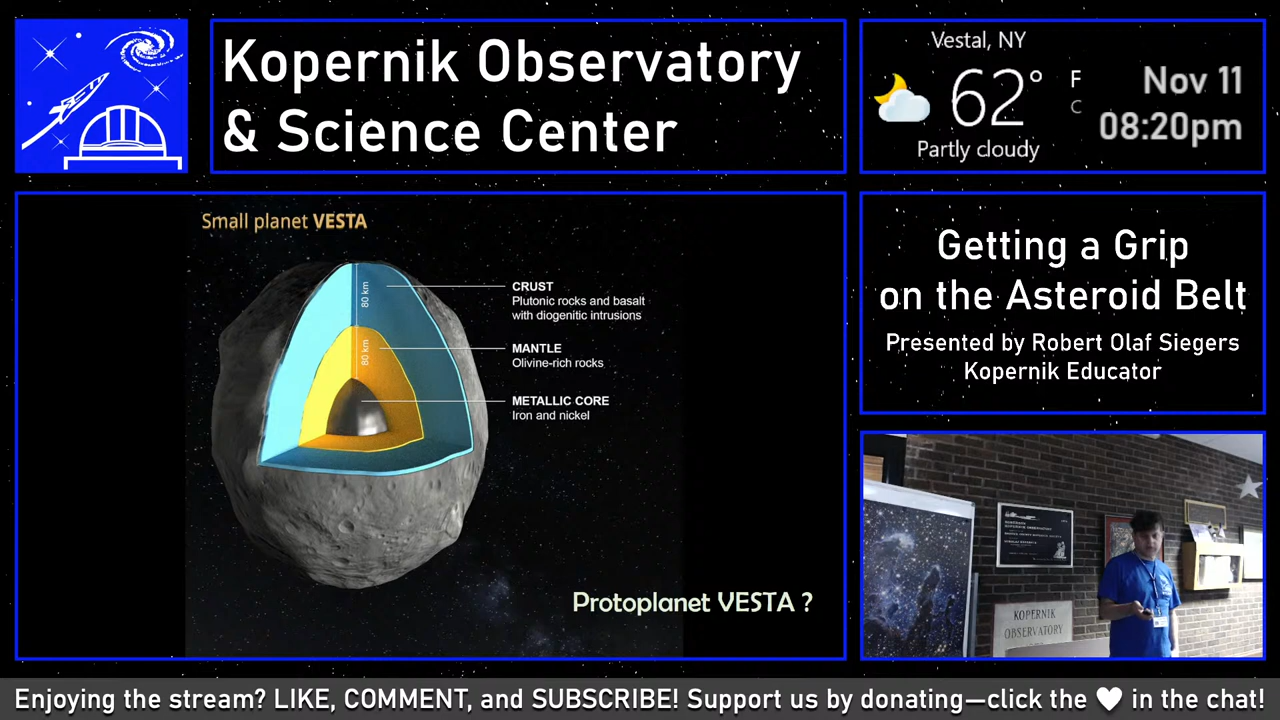 Kopernik Observatory
& Science Center
Vestal, NY
62° F
C
Partly cloudy
Nov 11
08:20pm
Small planet VESTA
80 km
80 km
CRUST
Plutonic rocks and basalt
with diogenitic intrusions
MANTLE
Olivine-rich rocks
METALLIC CORE
Iron and nickel
Protoplanet VESTA ?
Getting a Grip
on the Asteroid Belt
Presented by Robert Olaf Siegers
Kopernik Educator
KOPERNIK
OBSERVATORY
Enjoying the stream? LIKE, COMMENT, and SUBSCRIBE! Support us by donating—click the ♥ in the chat!